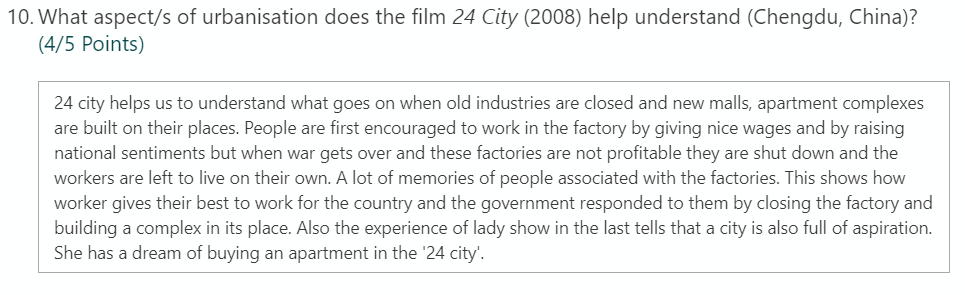 10. What aspect/s of urbanisation does the film 24 City (2008) help understand (Chengdu, China)?
(4/5 Points)
24 city helps us to understand what goes on when old industries are closed and new malls, apartment complexes
are built on their places. People are first encouraged to work in the factory by giving nice wages and by raising
national sentiments but when war gets over and these factories are not profitable they are shut down and the
workers are left to live on their own. A lot of memories of people associated with the factories. This shows how
worker gives their best to work for the country and the government responded to them by closing the factory and
building a complex in its place. Also the experience of lady show in the last tells that a city is also full of aspiration.
She has a dream of buying an apartment in the '24 city'.